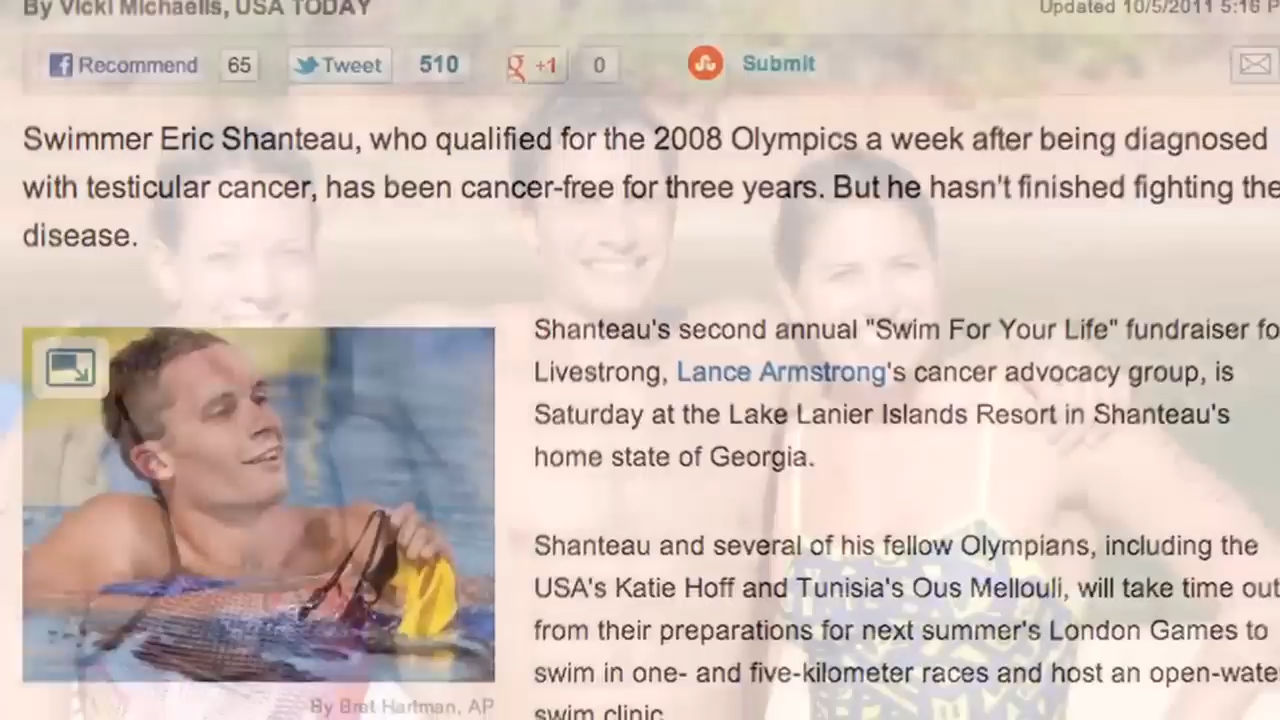 By Vicki Michaelis, USA TODAY
Updated 10/5/2011 5:16 P
Recommend 65 Tweet 510 g +1 0 Submit
Swimmer Eric Shanteau, who qualified for the 2008 Olympics a week after being diagnosed
with testicular cancer, has been cancer-free for three years. But he hasn't finished fighting the
disease.
Shanteau's second annual "Swim For Your Life" fundraiser fo
Livestrong, Lance Armstrong's cancer advocacy group, is
Saturday at the Lake Lanier Islands Resort in Shanteau's
home state of Georgia.
Shanteau and several of his fellow Olympians, including the
USA's Katie Hoff and Tunisia's Ous Mellouli, will take time out
from their preparations for next summer's London Games to
swim in one- and five-kilometer races and host an open-wate
swim clinic.
By Bret Hartman, AP